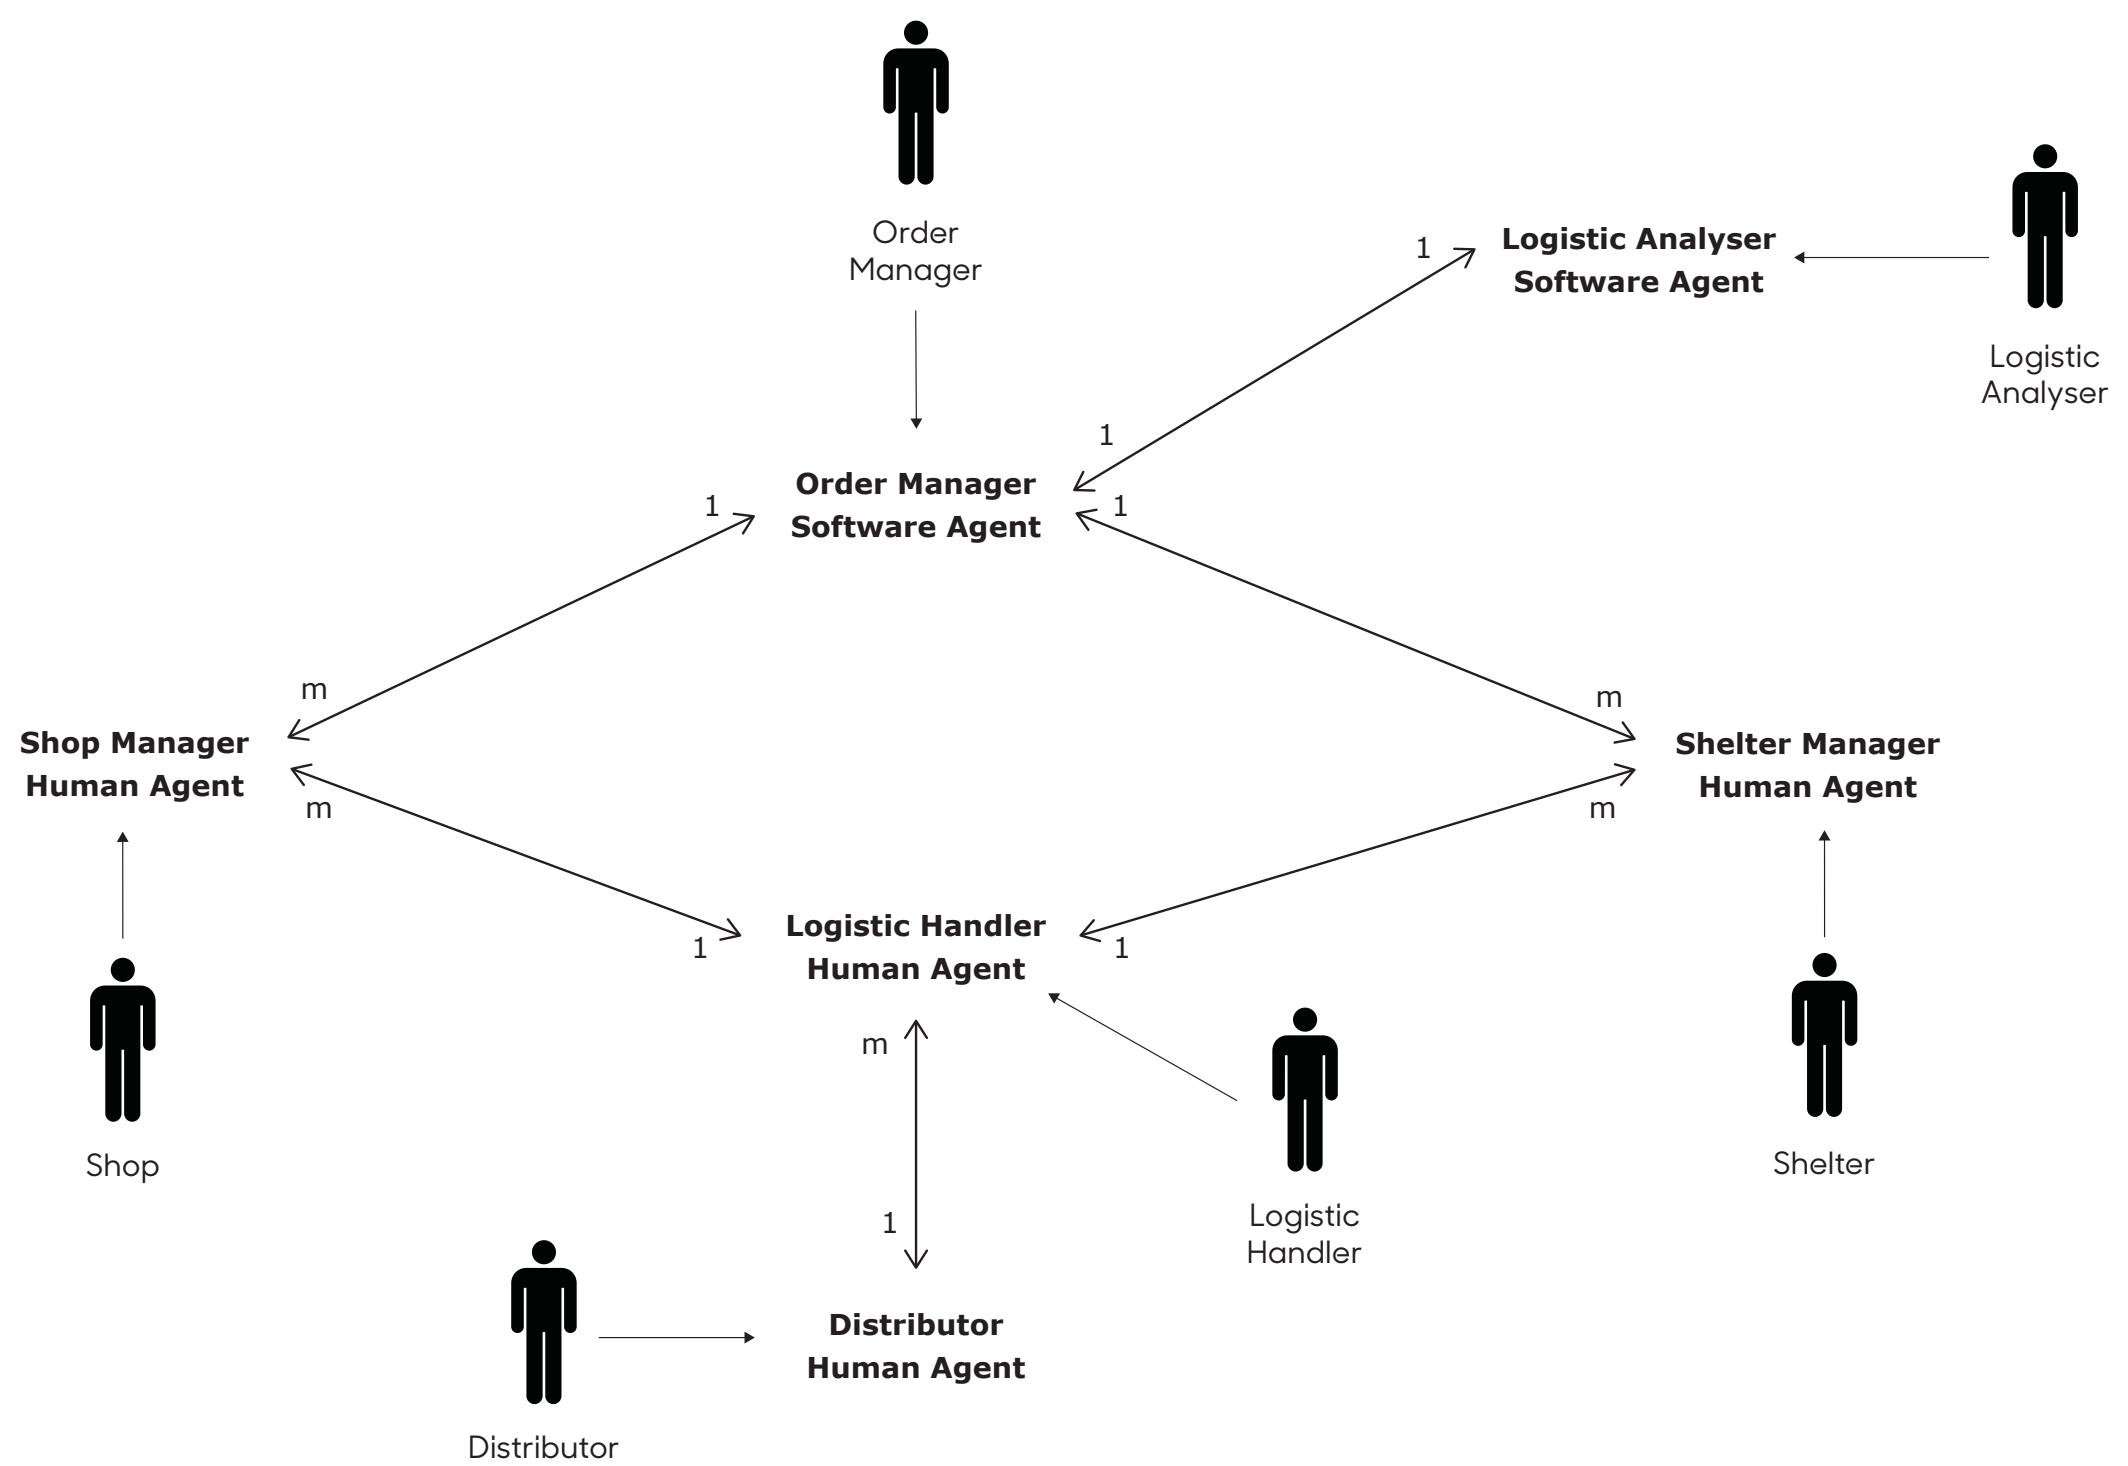 Order
Manager
1
Logistic Analyser
Software Agent
Logistic
Analyser
1
Order Manager
Software Agent
1
1
m
m
Shop Manager
Human Agent
Shelter Manager
Human Agent
m
m
Logistic Handler
Human Agent
1
1
m
Shop
Shelter
1
Logistic
Handler
Distributor
Human Agent
Distributor